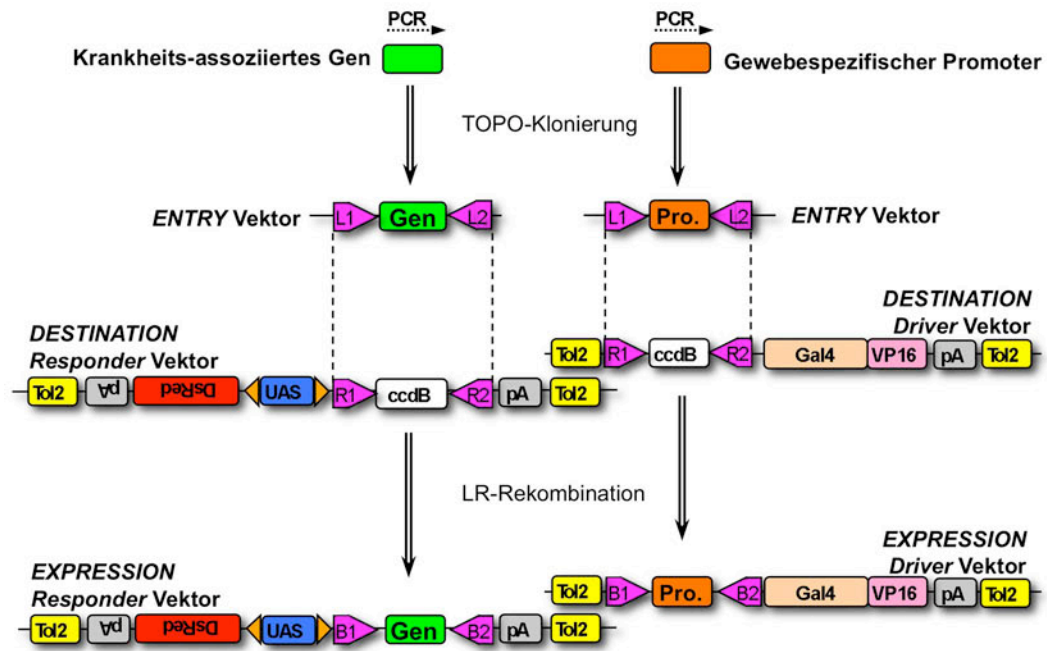 PCR
PCR
Krankheits-assoziiertes Gen
Gewebespezifischer Promoter
TOPO-Klonierung
ENTRY Vektor
L1 Gen L2
L1 Pro. L2
ENTRY Vektor
DESTINATION
Responder Vektor
DESTINATION
Driver Vektor
Tol2 R1 ccdB R2 Gal4 VP16 pA Tol2
Tol2 pA DsRed UAS R1 ccdB R2 pA Tol2
LR-Rekombination
EXPRESSION
Responder Vektor
EXPRESSION
Driver Vektor
Tol2 B1 Pro. B2 Gal4 VP16 pA Tol2
Tol2 pA DsRed UAS B1 Gen B2 pA Tol2